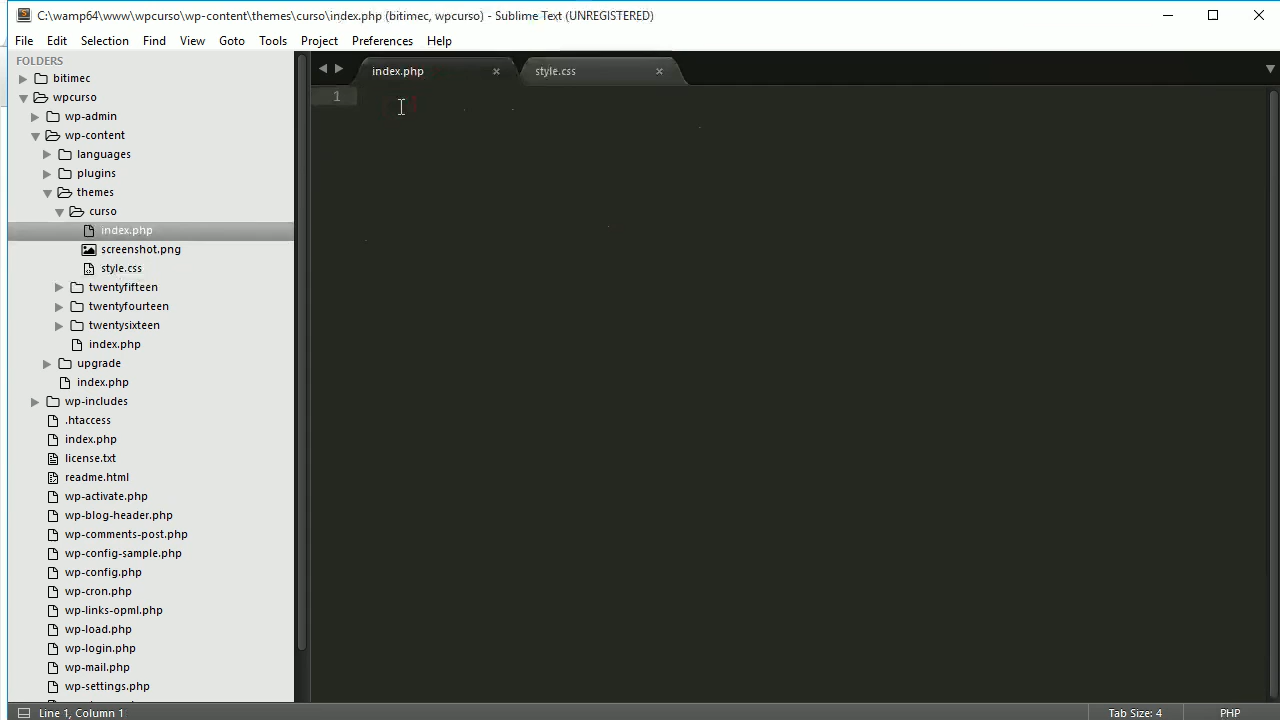 C:\wamp64\www\wpcurso\wp-content\themes\curso\index.php (bitimec, wpcurso) - Sublime Text (UNREGISTERED)
File Edit Selection Find View Goto Tools Project Preferences Help
FOLDERS
index.php
style.css
1
bitimec
wpcurso
wp-admin
wp-content
languages
plugins
themes
curso
index.php
screenshot.png
style.css
twentyfifteen
twentyfourteen
twentysixteen
index.php
upgrade
index.php
wp-includes
.htaccess
index.php
license.txt
readme.html
wp-activate.php
wp-blog-header.php
wp-comments-post.php
wp-config-sample.php
wp-config.php
wp-cron.php
wp-links-opml.php
wp-load.php
wp-login.php
wp-mail.php
wp-settings.php
Line 1, Column 1
Tab Size: 4
PHP